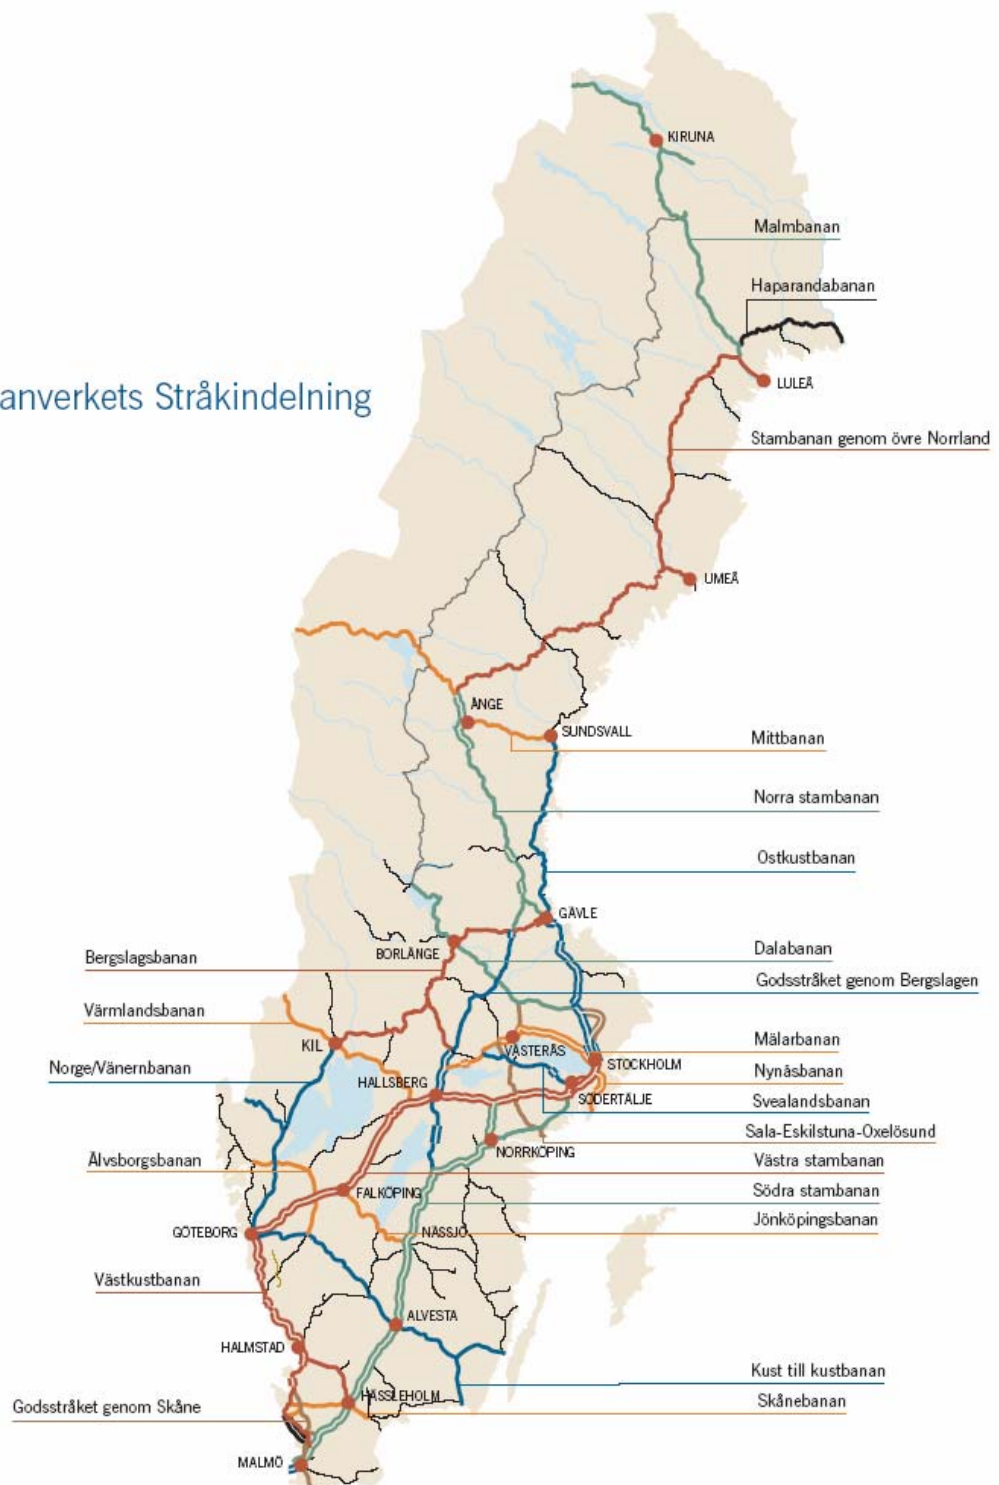 KIRUNA
Malmbanan
Haparandabanan
LULEÅ
anverkets Stråkindelning
Stambanan genom övre Norrland
UMEÅ
ÅNGE
SUNDSVALL
Mittbanan
Norra stambanan
Ostkustbanan
GÄVLE
BORLÄNGE
Dalabanan
Bergslagsbanan
Godsstråket genom Bergslagen
Värmlandsbanan
KIL
VÄSTERÅS
Mälarbanan
STOCKHOLM
Norge/Vänernbanan
Nynäsbanan
HALLSBERG
SÖDERTÄLJE
Svealandsbanan
Sala-Eskilstuna-Oxelösund
NORRKÖPING
Älvsborgsbanan
Västra stambanan
FALKÖPING
Södra stambanan
Jönköpingsbanan
GÖTEBORG
NÄSSJÖ
Västkustbanan
ALVESTA
HALMSTAD
Kust till kustbanan
HÄSSLEHOLM
Skånebanan
Godsstråket genom Skåne
MALMÖ